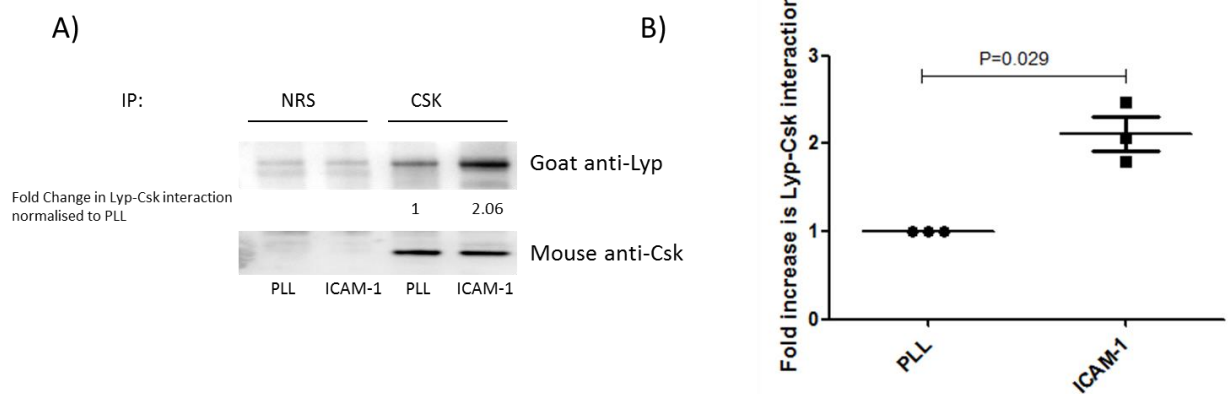 A)
B)
IP:
NRS
CSK
Goat anti-Lyp
Fold Change in Lyp-Csk interaction
normalised to PLL
1
2.06
Mouse anti-Csk
PLL
ICAM-1
PLL
ICAM-1
Fold increase is Lyp-Csk interaction
3
2
1
0
P=0.029
PLL
ICAM-1